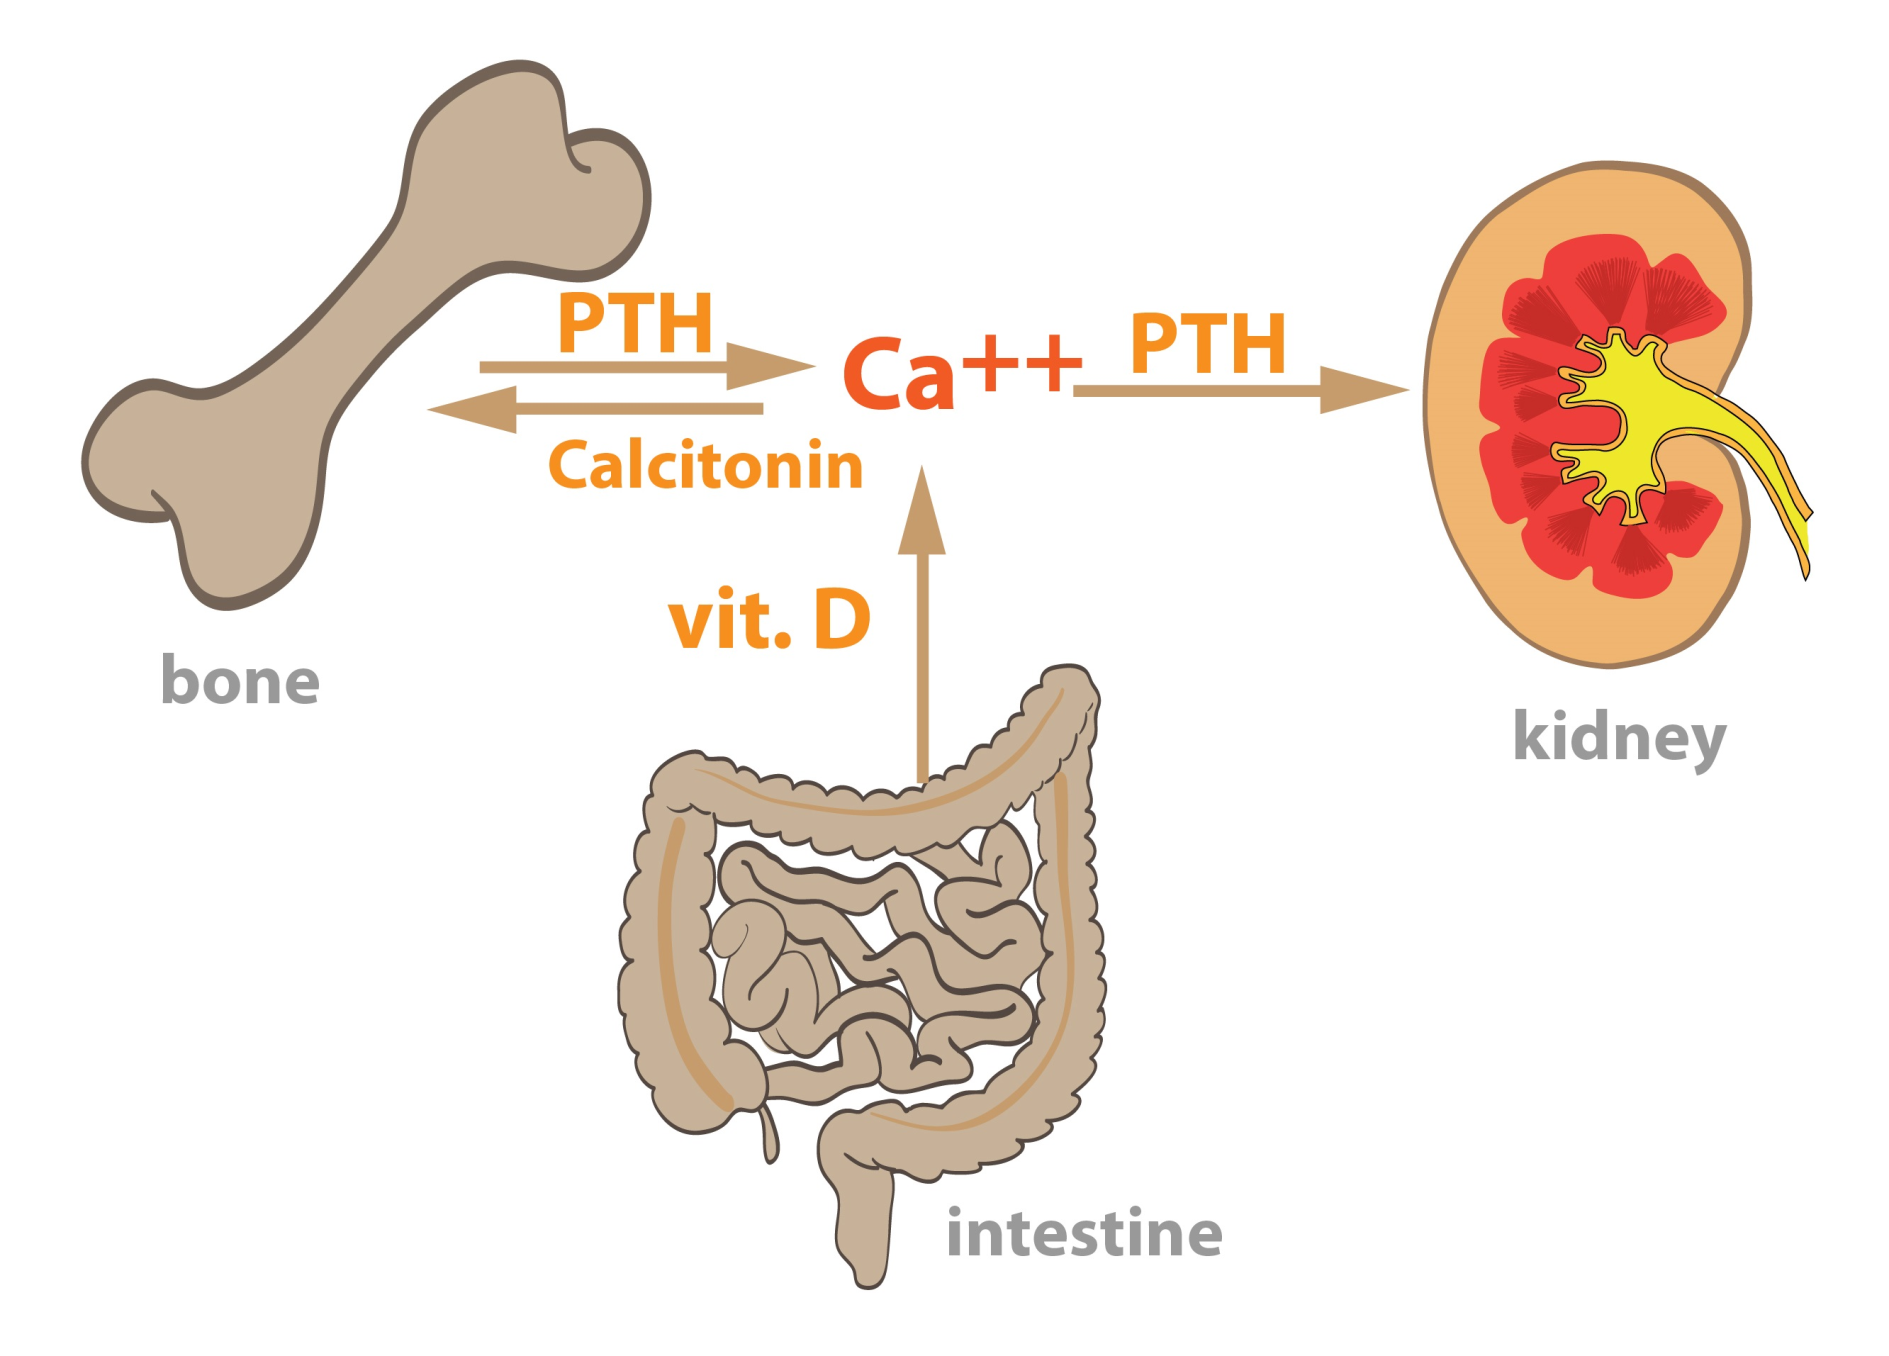 PTH
Ca++
PTH
Calcitonin
vit. D
bone
kidney
intestine